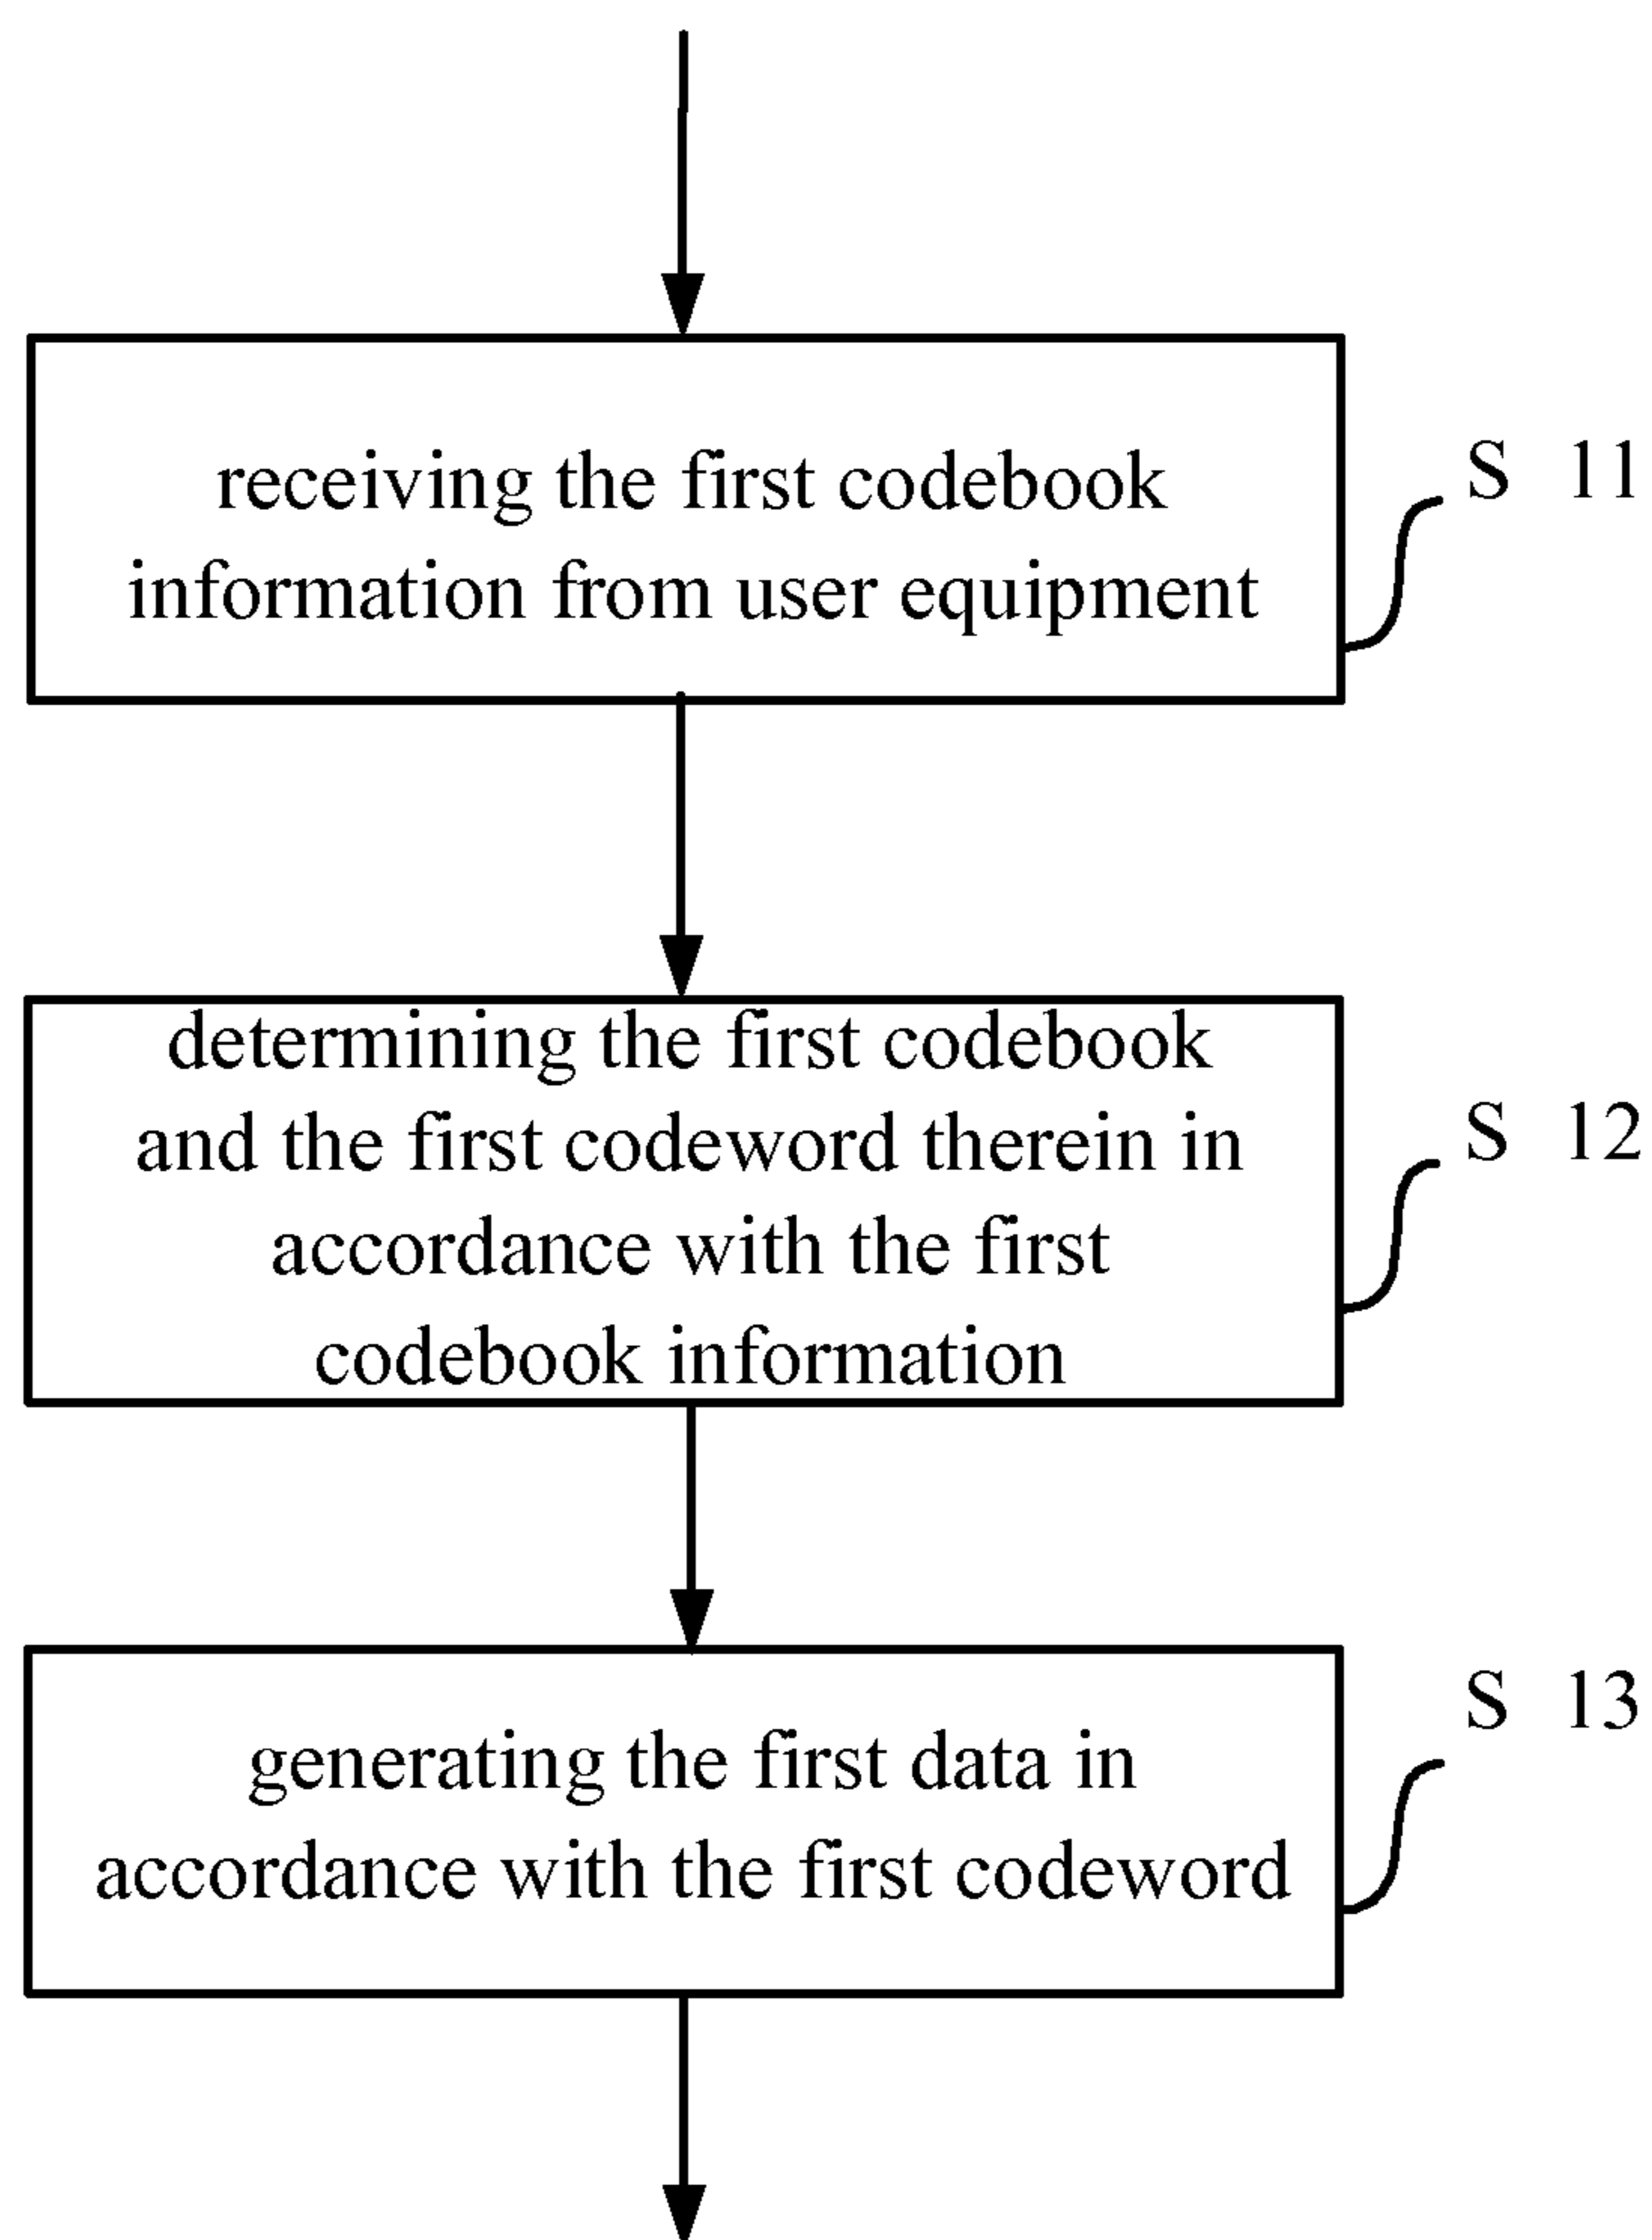 receiving the first codebook
information from user equipment
S 11
determining the first codebook
and the first codeword therein in
accordance with the first
codebook information
S 12
generating the first data in
accordance with the first codeword
S 13